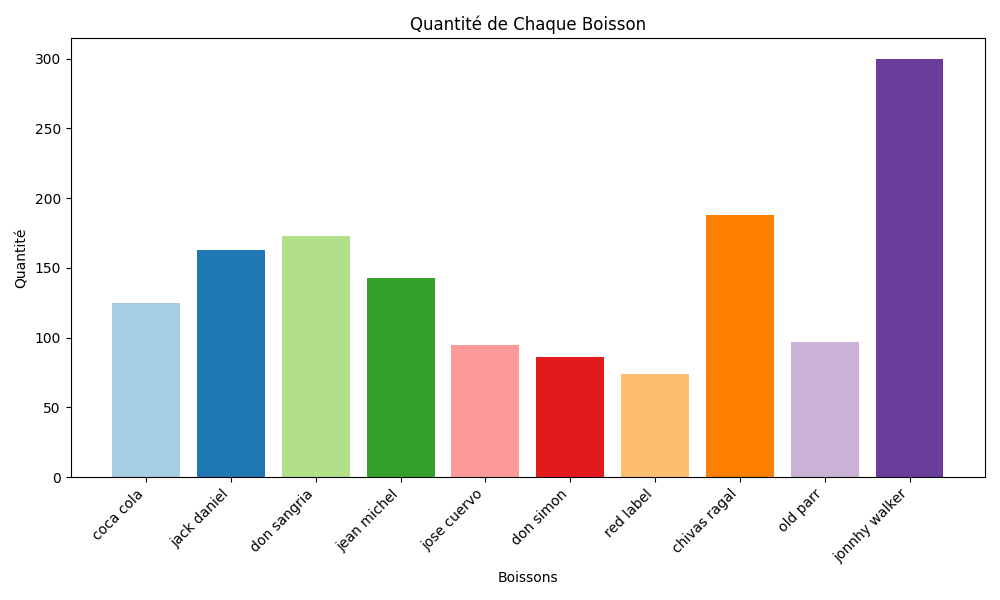 Quantité de Chaque Boisson
Quantité
300
250
200
150
100
50
0
coca cola
jack daniel
don sangria
jean michel
jose cuervo
don simon
red label
chivas ragal
old parr
jonnhy walker
Boissons